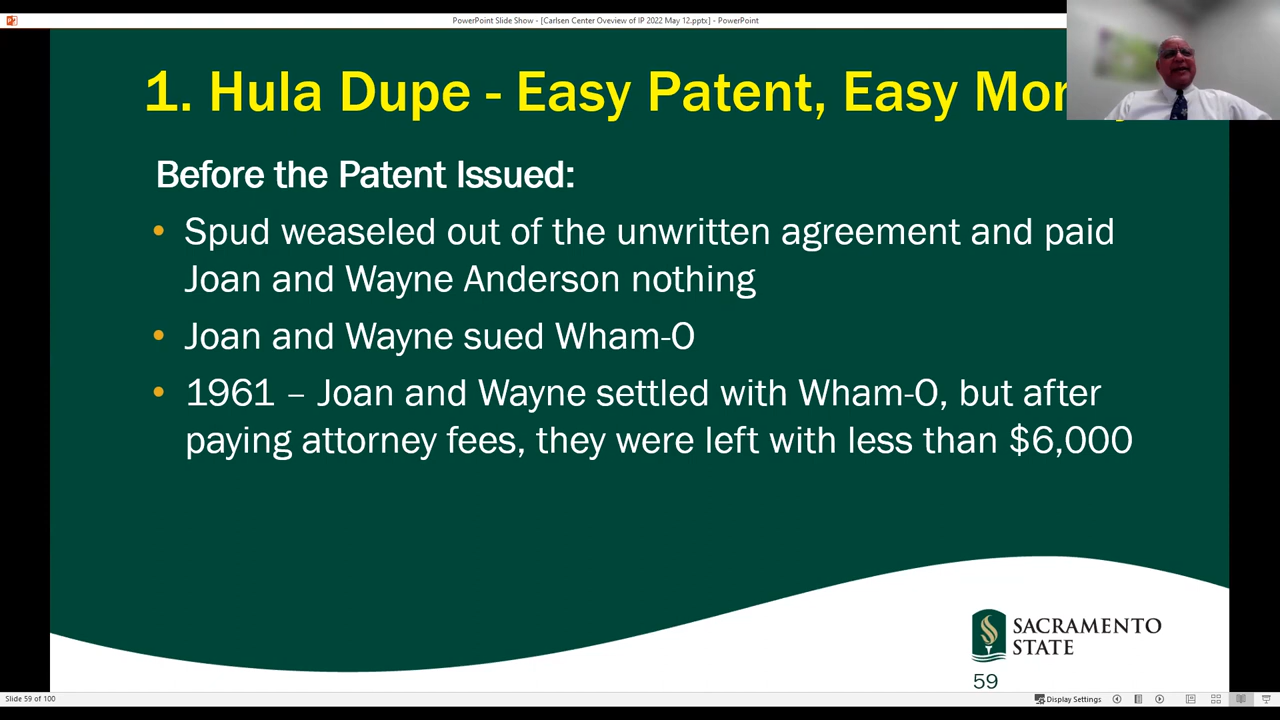 PowerPoint Slide Show - [Carlsen Center Oveview of IP 2022 May 12.pptx] - PowerPoint
1. Hula Dupe - Easy Patent, Easy
Before the Patent Issued:
• Spud weaseled out of the unwritten agreement and paid
Joan and Wayne Anderson nothing
• Joan and Wayne sued Wham-O
• 1961 – Joan and Wayne settled with Wham-O, but after
paying attorney fees, they were left with less than $6,000
SACRAMENTO
STATE
59
Slide 59 of 100
Display Settings